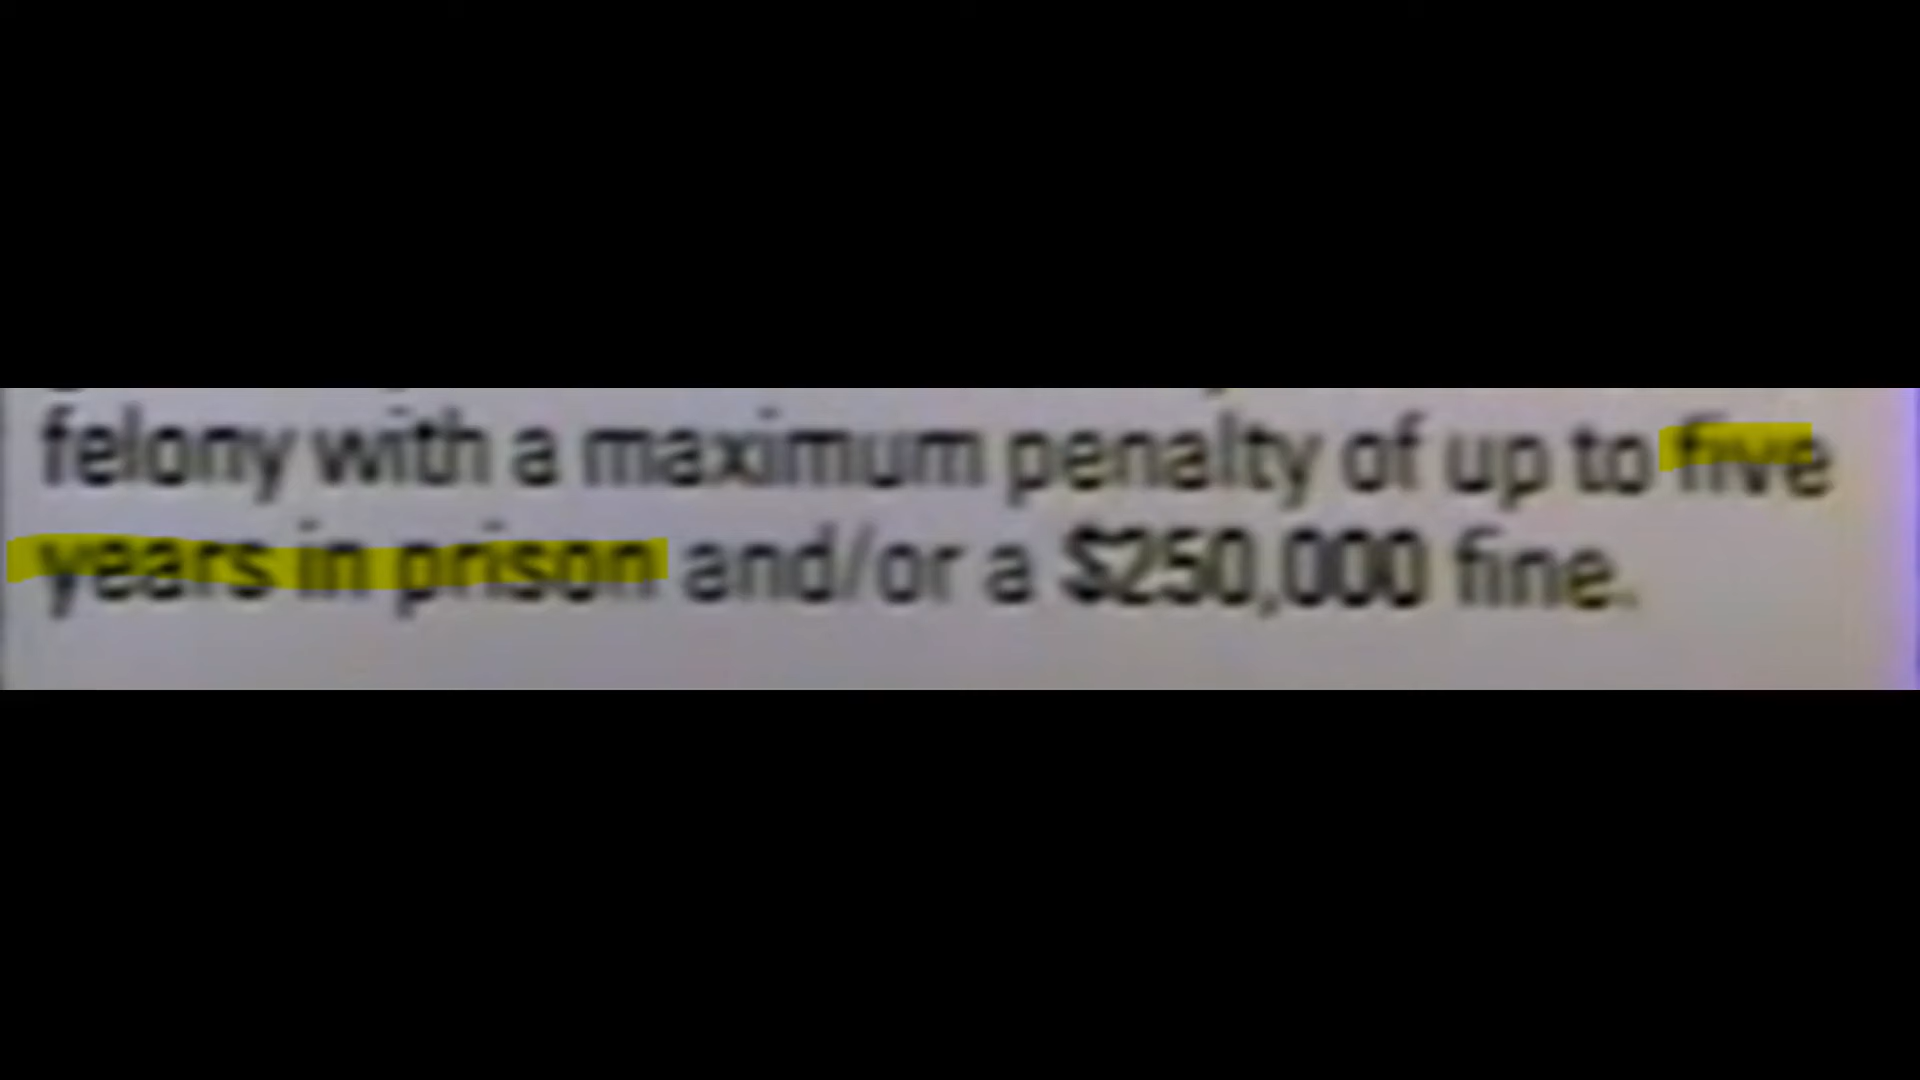 felony with a maximum penalty of up to five
years in prison and/or a $250,000 fine.